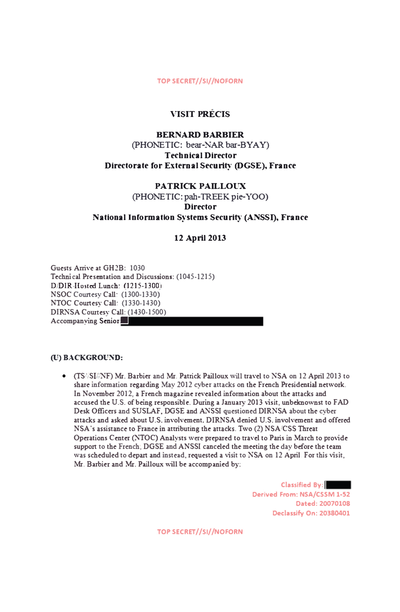 TOP SECRET//SI//NOFORN
VISIT PRÉCIS
BERNARD BARBIER
(PHONETIC: bear-NAR bar-BYAY)
Technical Director
Directorate for External Security (DGSE), France
PATRICK PAILLOUX
(PHONETIC: pah-TREEK pie-YOO)
Director
National Information Systems Security (ANSSI), France
12 April 2013
Guests Arrive at GH2B: 1030
Technical Presentation and Discussions: (1045-1215)
D/DIR Hosted Lunch: (1215-1300)
NSOC Courtesy Call: (1300-1330)
NTOC Courtesy Call: (1330-1430)
DIRNSA Courtesy Call: (1430-1500)
Accompanying Senior
(U) BACKGROUND:
• (TS//SI//NF) Mr. Barbier and Mr. Patrick Pailloux will travel to NSA on 12 April 2013 to
share information regarding May 2012 cyber attacks on the French Presidential network.
In November 2012, a French magazine revealed information about the attacks and
accused the U.S. of being responsible. During a January 2013 visit, unbeknownst to FAD
Desk Officers and SUSLAF, DGSE and ANSSI questioned DIRNSA about the cyber
attacks and asked about U.S. involvement. DIRNSA denied U.S. involvement and offered
NSA's assistance to France in attributing the attacks. Two (2) NSA CSS Threat
Operations Center (NTOC) Analysts were prepared to travel to Paris in March to provide
support to the French, DGSE and ANSSI canceled the meeting the day before the team
was scheduled to depart and instead, requested a visit to NSA on 12 April For this visit,
Mr. Barbier and Mr. Pailloux will be accompanied by:
Classified By:
Derived From: NSA/CSSM 1-52
Dated: 20070108
Declassify On: 20380401
TOP SECRET//SI//NOFORN